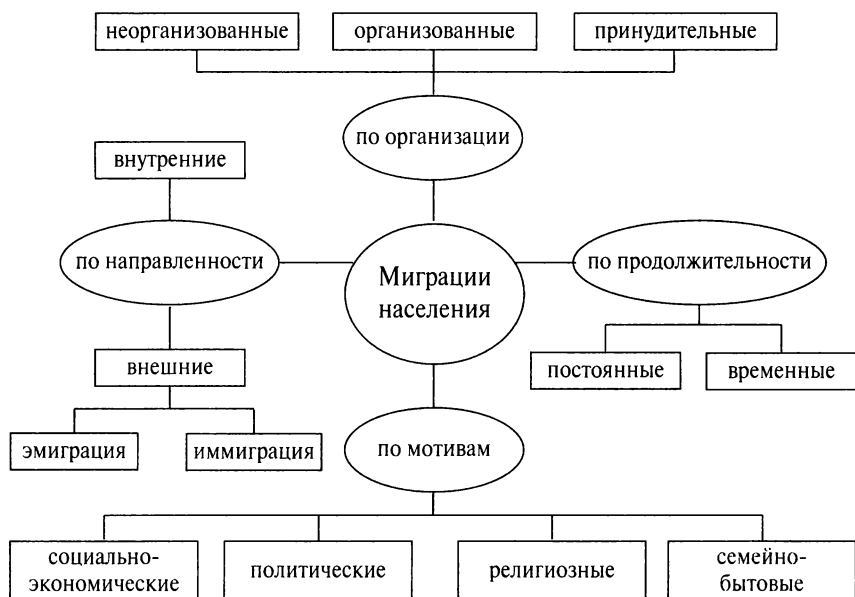 неорганизованные
организованные
принудительные
по организации
внутренние
по направленности
Миграции
населения
по продолжительности
внешние
постоянные
временные
эмиграция
иммиграция
по мотивам
социально-
экономические
политические
религиозные
семейно-
бытовые